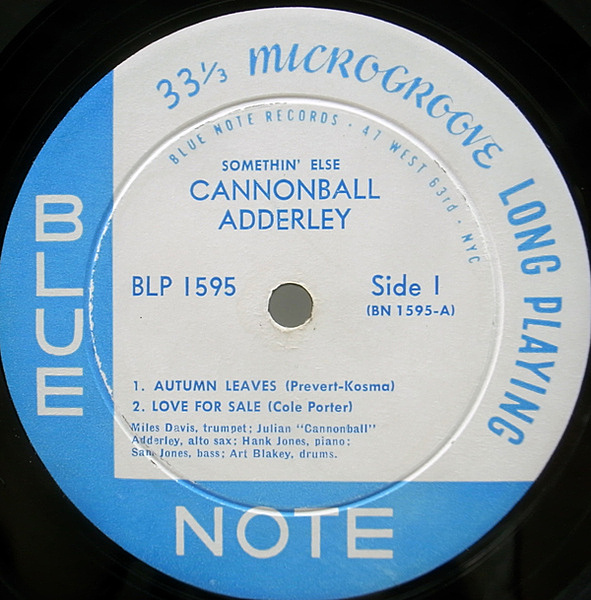 33⅓ MICROGROOVE LONG PLAYING
BLUE NOTE RECORDS · 47 WEST 63rd · NYC
SOMETHIN' ELSE
CANNONBALL
ADDERLEY
BLP 1595
Side 1
(BN 1595-A)
1. AUTUMN LEAVES (Prevert-Kosma)
2. LOVE FOR SALE (Cole Porter)
Miles Davis, trumpet; Julian "Cannonball"
Adderley, alto sax; Hank Jones, piano;
Sam Jones, bass; Art Blakey, drums.
BLUE
NOTE